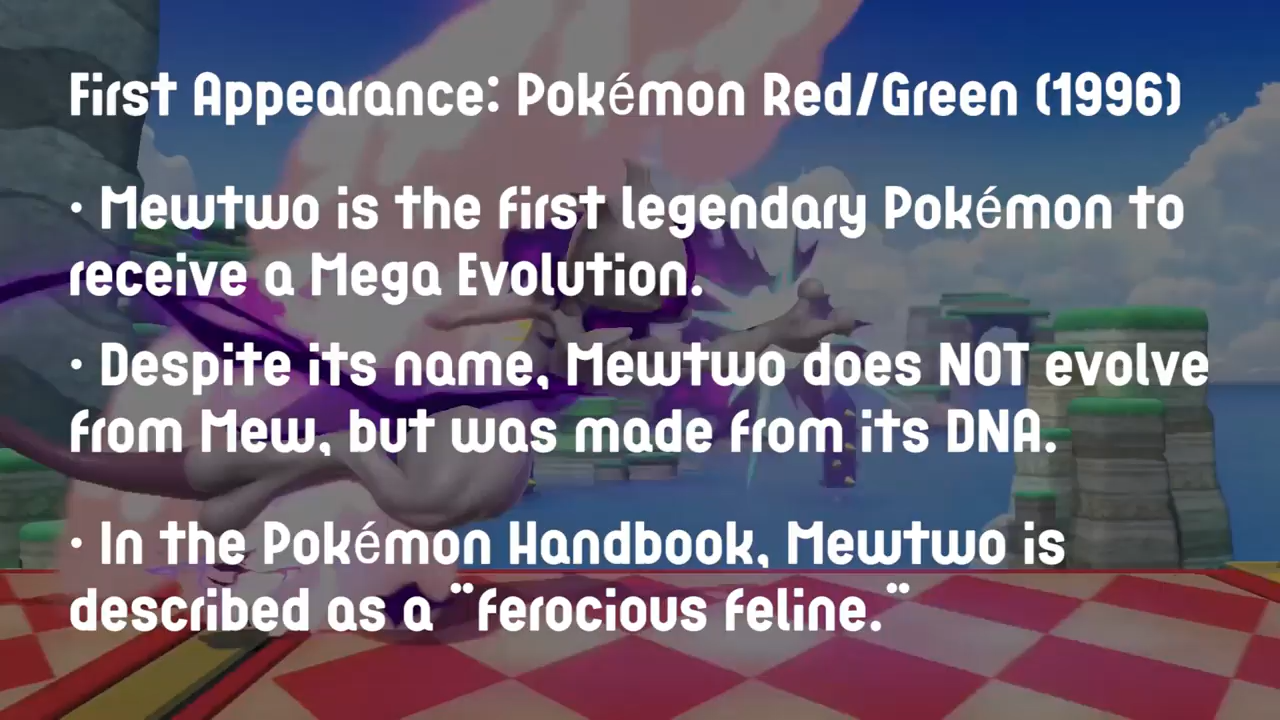 First Appearance: Pokémon Red/Green (1996)
· Mewtwo is the first legendary Pokémon to
receive a Mega Evolution.
· Despite its name, Mewtwo does NOT evolve
from Mew, but was made from its DNA.
· In the Pokémon Handbook, Mewtwo is
described as a "ferocious feline."